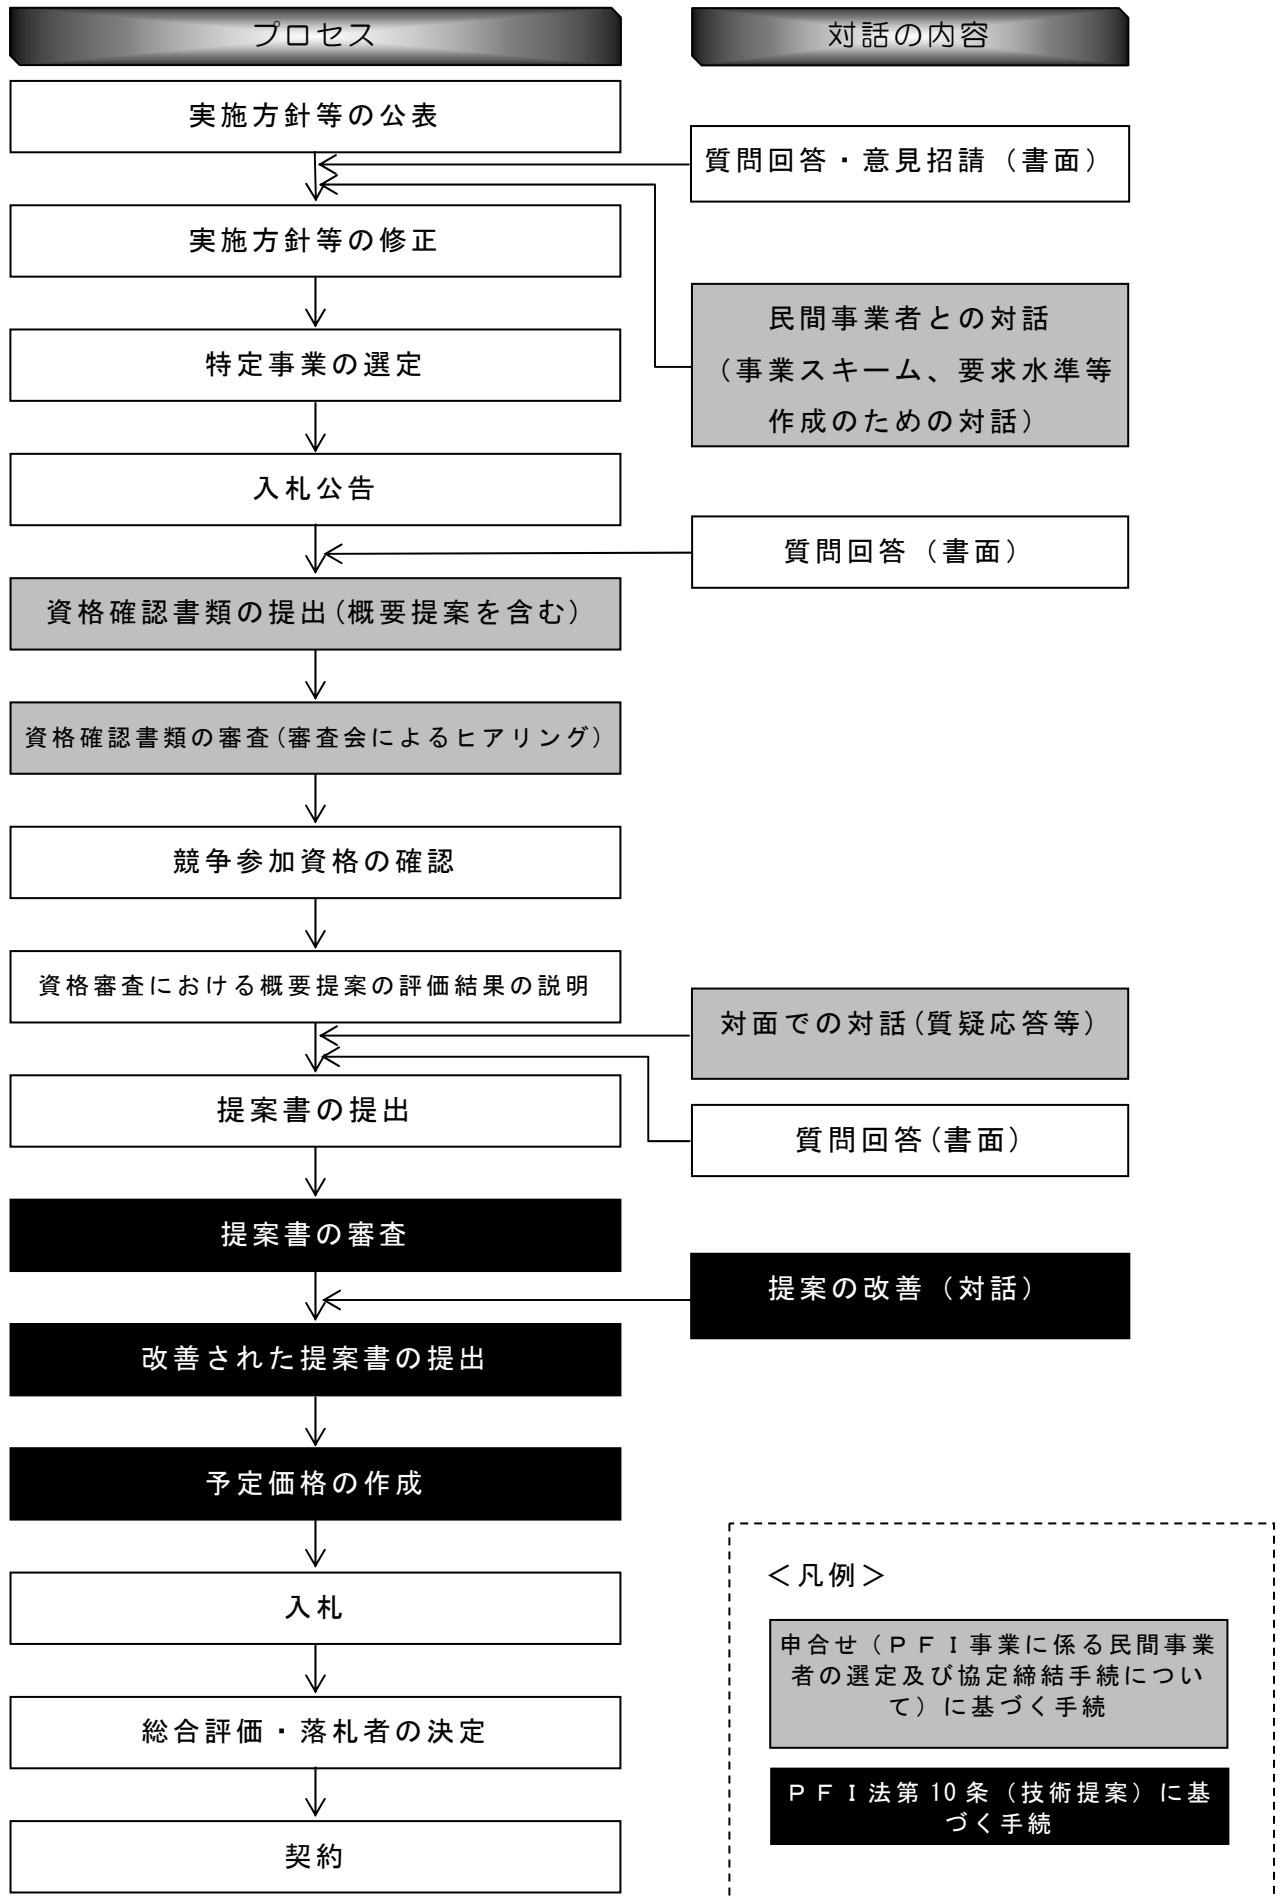 プロセス
対話の内容
実施方針等の公表
質問回答・意見招請（書面）
実施方針等の修正
民間事業者との対話
（事業スキーム、要求水準等
作成のための対話）
特定事業の選定
入札公告
質問回答（書面）
資格確認書類の提出(概要提案を含む)
資格確認書類の審査(審査会によるヒアリング)
競争参加資格の確認
資格審査における概要提案の評価結果の説明
対面での対話(質疑応答等)
提案書の提出
質問回答(書面)
提案書の審査
提案の改善（対話）
改善された提案書の提出
予定価格の作成
入札
総合評価・落札者の決定
契約
＜凡例＞
申合せ（ＰＦＩ事業に係る民間事業
者の選定及び協定締結手続につい
て）に基づく手続
ＰＦＩ法第10条（技術提案）に基
づく手続